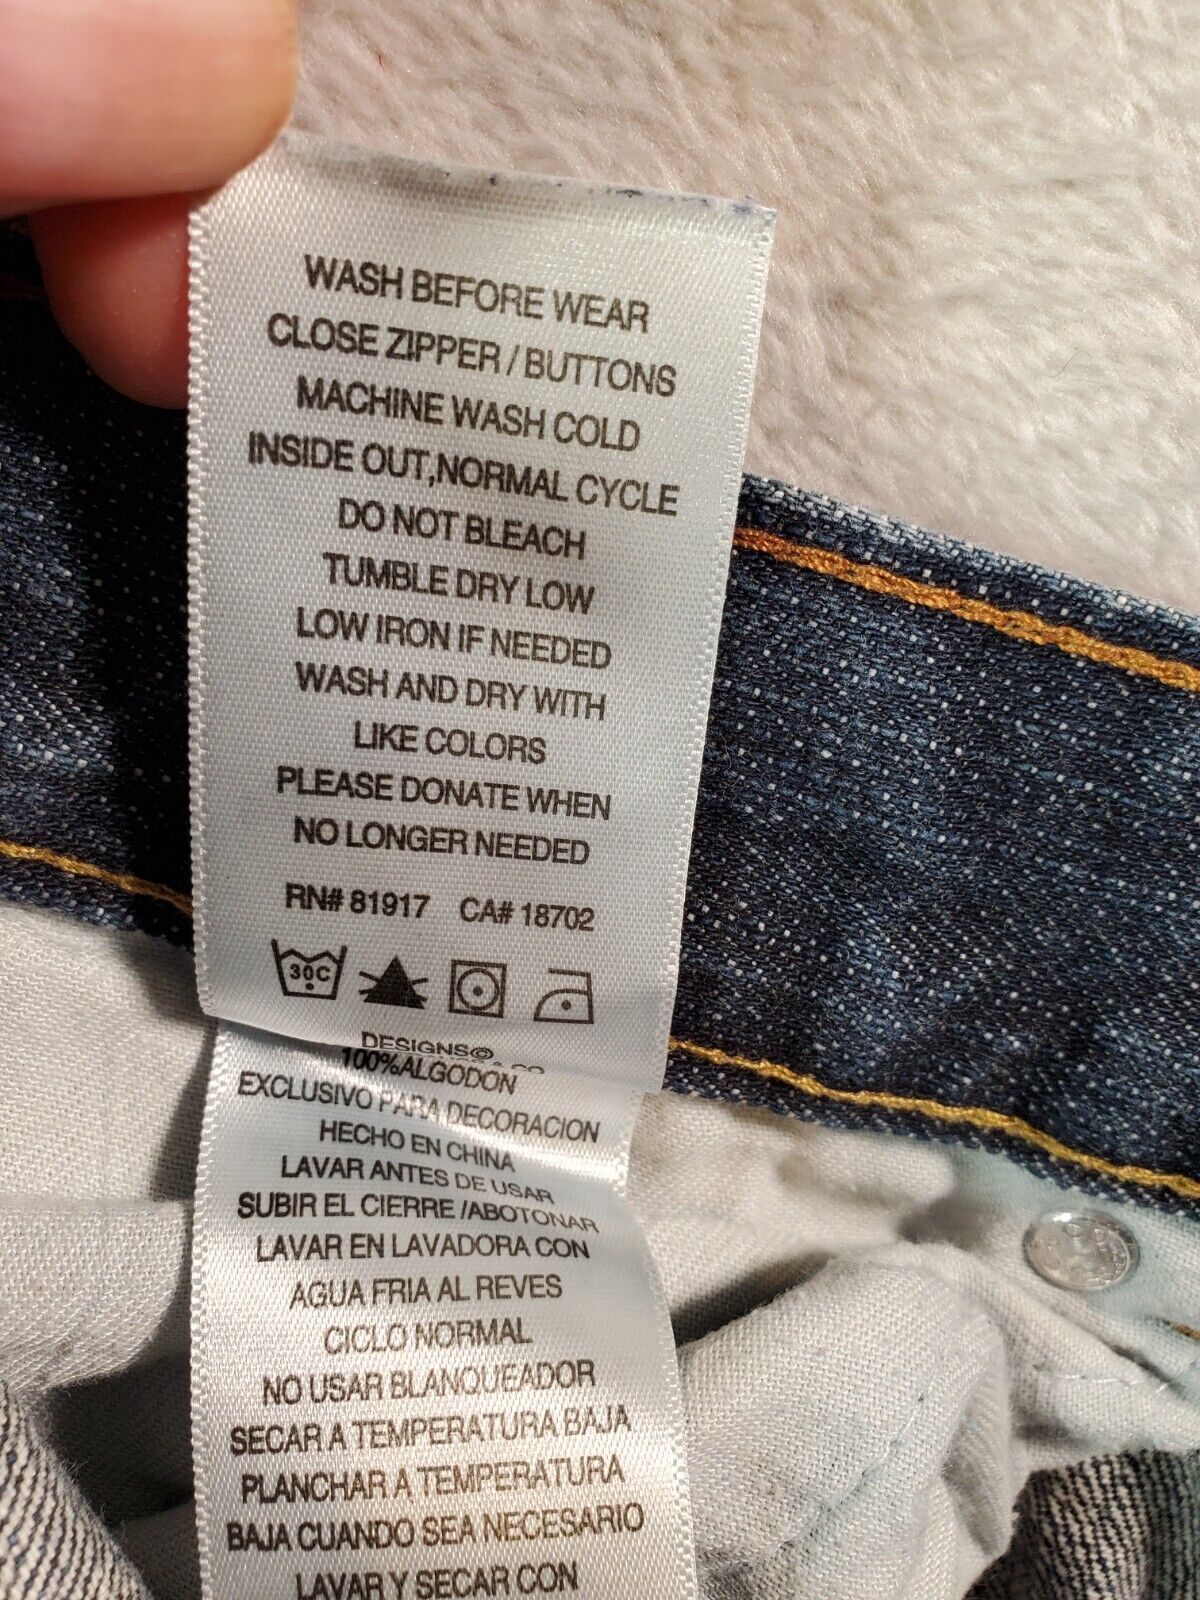 WASH BEFORE WEAR
CLOSE ZIPPER / BUTTONS
MACHINE WASH COLD
INSIDE OUT,NORMAL CYCLE
DO NOT BLEACH
TUMBLE DRY LOW
LOW IRON IF NEEDED
WASH AND DRY WITH
LIKE COLORS
PLEASE DONATE WHEN
NO LONGER NEEDED
RN# 81917 CA# 18702
30C
DESIGNS©
100%ALGODON
EXCLUSIVO PARA DECORACION
HECHO EN CHINA
LAVAR ANTES DE USAR
SUBIR EL CIERRE /ABOTONAR
LAVAR EN LAVADORA CON
AGUA FRIA AL REVES
CICLO NORMAL
NO USAR BLANQUEADOR
SECAR A TEMPERATURA BAJA
PLANCHAR A TEMPERATURA
BAJA CUANDO SEA NECESARIO
LAVAR Y SECAR CON